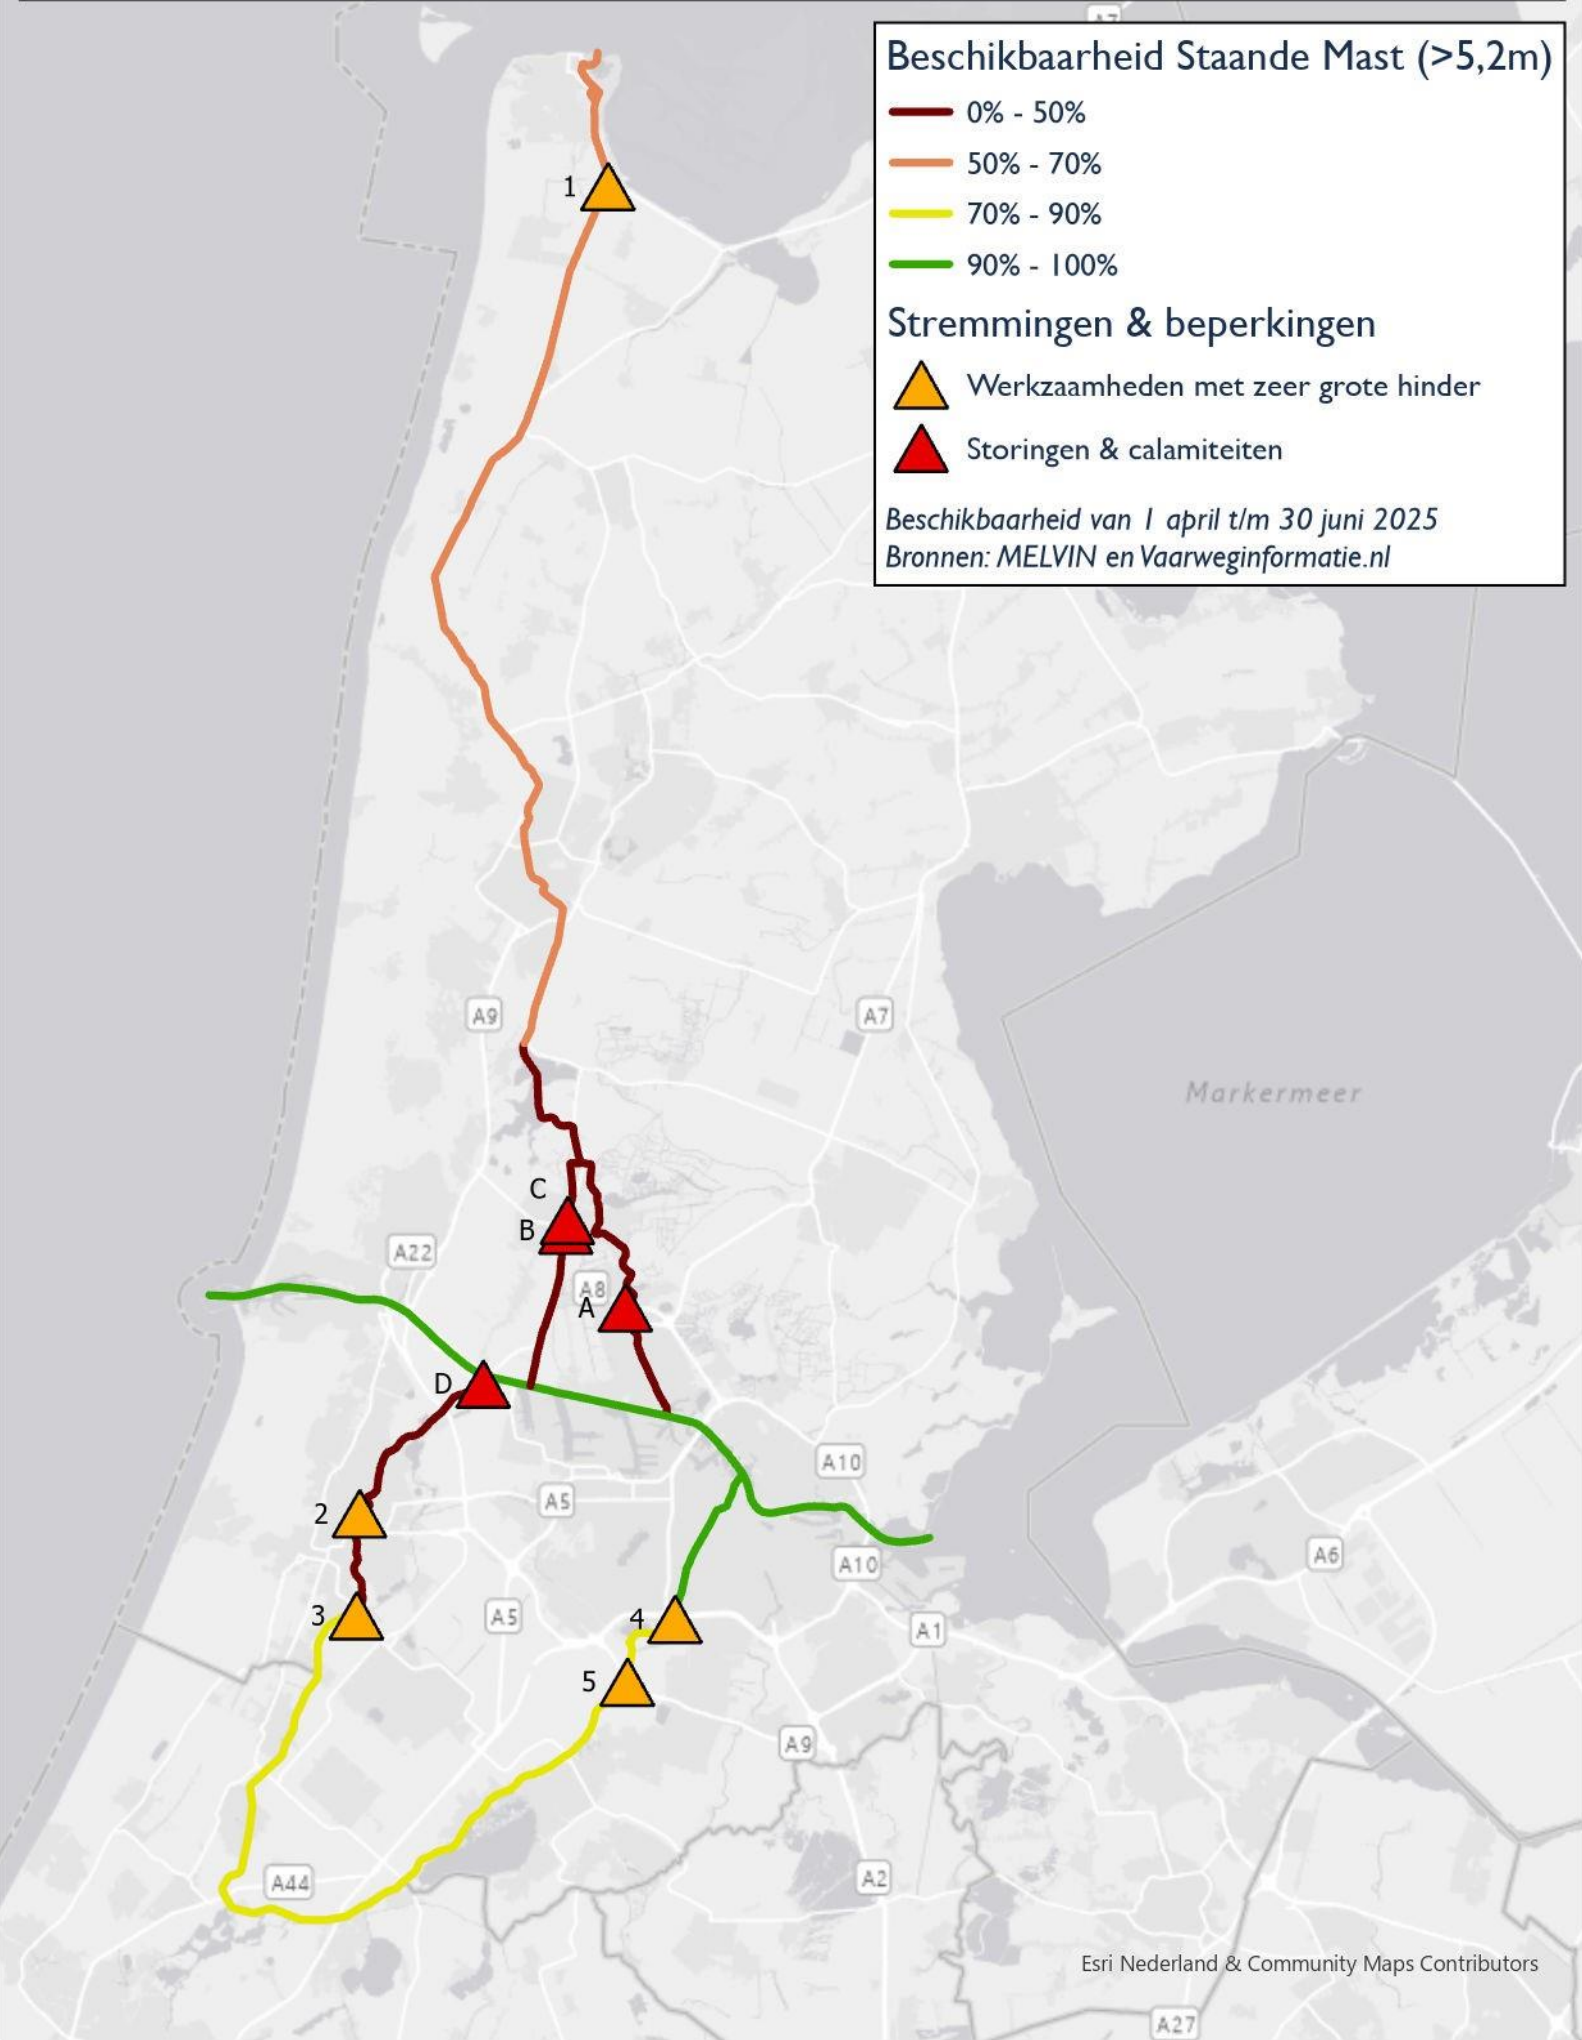 A7
Beschikbaarheid Staande Mast (>5,2m)
0% - 50%
50% - 70%
70% - 90%
90% - 100%
Stremmingen & beperkingen
Werkzaamheden met zeer grote hinder
Storingen & calamiteiten
Beschikbaarheid van 1 april t/m 30 juni 2025
Bronnen: MELVIN en Vaarweginformatie.nl
1
A9
A7
Markermeer
C
B
A22
A8
A
D
A10
A5
2
A6
A10
3
A5
4
A1
5
A9
A44
A2
Esri Nederland & Community Maps Contributors
A27